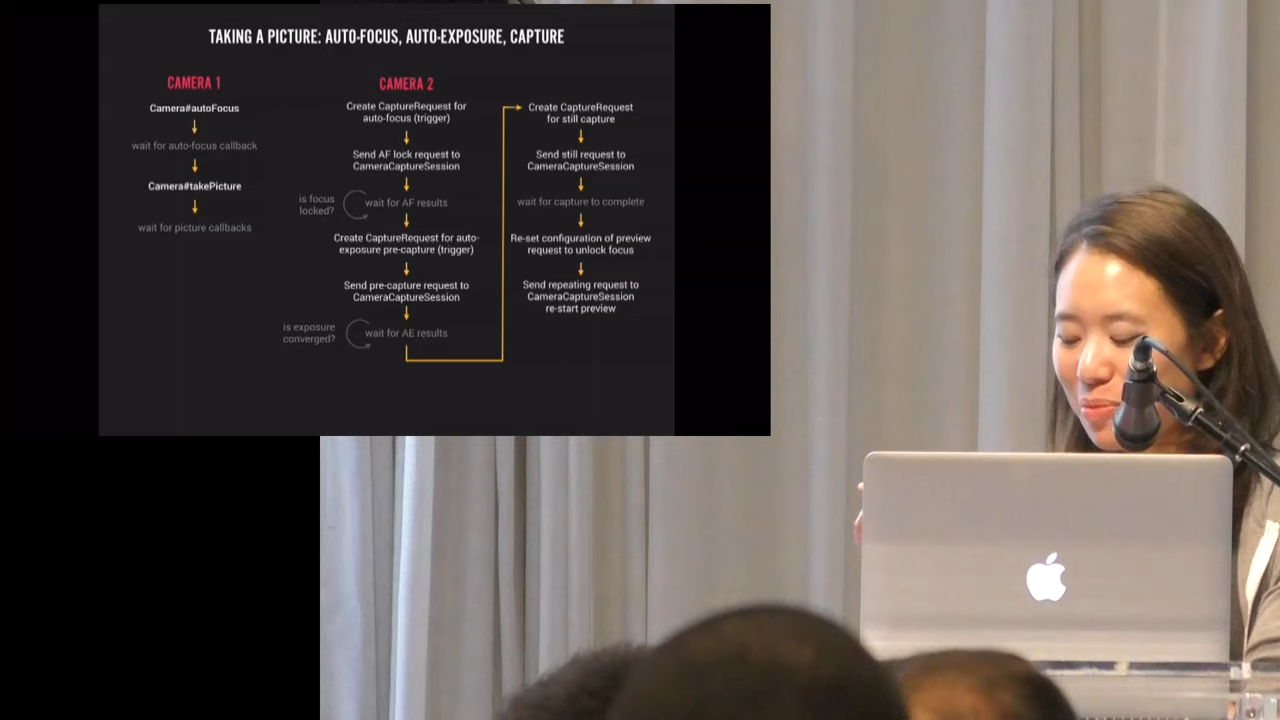 TAKING A PICTURE: AUTO-FOCUS, AUTO-EXPOSURE, CAPTURE
CAMERA 1
Camera#autoFocus
wait for auto-focus callback
Camera#takePicture
wait for picture callbacks
CAMERA 2
Create CaptureRequest for
auto-focus (trigger)
Send AF lock request to
CameraCaptureSession
is focus
locked?
wait for AF results
Create CaptureRequest for auto-
exposure pre-capture (trigger)
Send pre-capture request to
CameraCaptureSession
is exposure
converged?
wait for AE results
Create CaptureRequest
for still capture
Send still request to
CameraCaptureSession
wait for capture to complete
Re-set configuration of preview
request to unlock focus
Send repeating request to
CameraCaptureSession
re-start preview